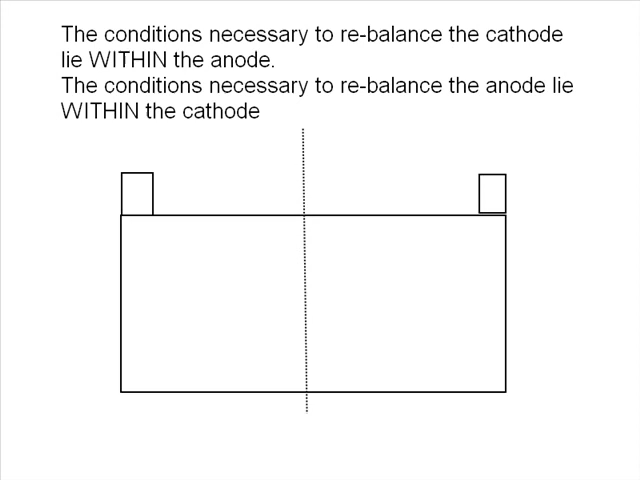 The conditions necessary to re-balance the cathode
lie WITHIN the anode.
The conditions necessary to re-balance the anode lie
WITHIN the cathode